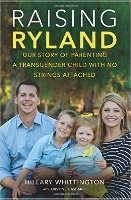 RAISING
RYLAND
OUR STORY OF PARENTING
A TRANSGENDER CHILD WITH NO
STRINGS ATTACHED
HILLARY WHITTINGTON